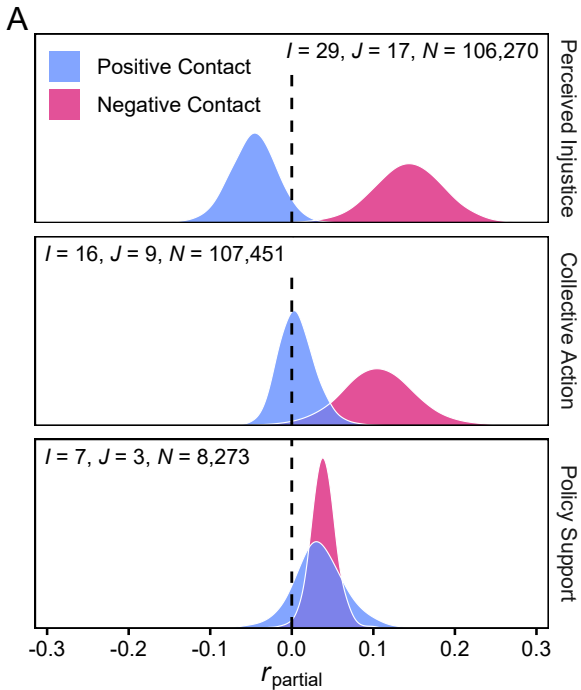 A
I = 29, J = 17, N = 106,270
Positive Contact
Negative Contact
Perceived Injustice
I = 16, J = 9, N = 107,451
Collective Action
I = 7, J = 3, N = 8,273
Policy Support
-0.3 -0.2 -0.1 0.0 0.1 0.2 0.3
r partial